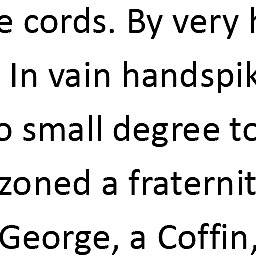 e cords. By very h
In vain handspik
o small degree to
zoned a fraternit
George, a Coffin,